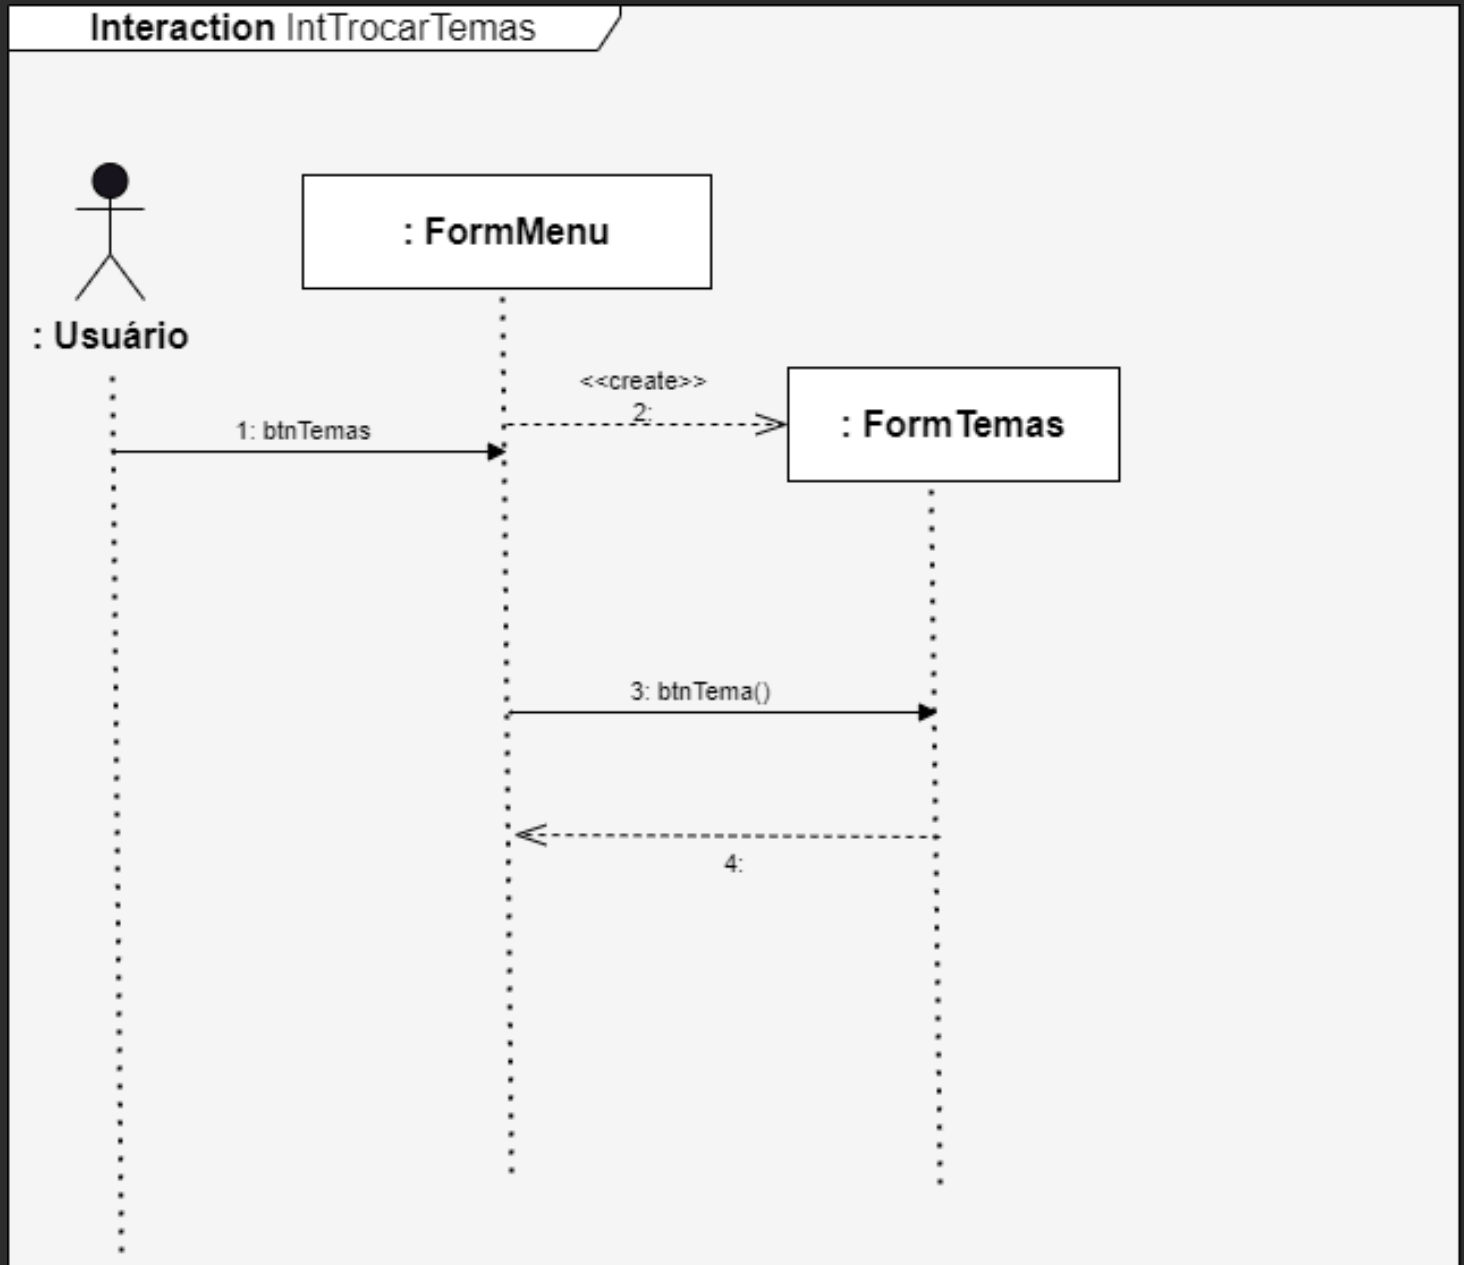 Interaction IntTrocarTemas
: FormMenu
: Usuário
<<create>>
2:
: FormTemas
1: btnTemas
3: btnTema()
4: